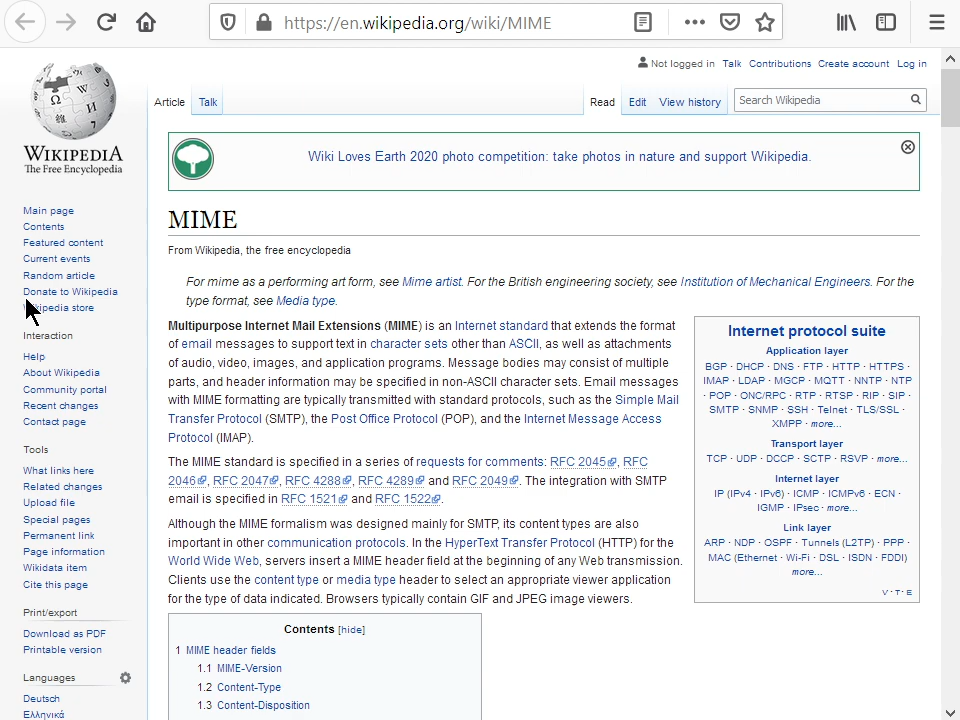 https://en.wikipedia.org/wiki/MIME
Not logged in Talk Contributions Create account Log in
Article Talk Read Edit View history Search Wikipedia
WIKIPEDIA
The Free Encyclopedia
Main page
Contents
Featured content
Current events
Random article
Donate to Wikipedia
Wikipedia store
Interaction
Help
About Wikipedia
Community portal
Recent changes
Contact page
Tools
What links here
Related changes
Upload file
Special pages
Permanent link
Page information
Wikidata item
Cite this page
Print/export
Download as PDF
Printable version
Languages
Deutsch
Ελληνικά
Wiki Loves Earth 2020 photo competition: take photos in nature and support Wikipedia.
MIME
From Wikipedia, the free encyclopedia
For mime as a performing art form, see Mime artist. For the British engineering society, see Institution of Mechanical Engineers. For the
type format, see Media type.
Multipurpose Internet Mail Extensions (MIME) is an Internet standard that extends the format
of email messages to support text in character sets other than ASCII, as well as attachments
of audio, video, images, and application programs. Message bodies may consist of multiple
parts, and header information may be specified in non-ASCII character sets. Email messages
with MIME formatting are typically transmitted with standard protocols, such as the Simple Mail
Transfer Protocol (SMTP), the Post Office Protocol (POP), and the Internet Message Access
Protocol (IMAP).
The MIME standard is specified in a series of requests for comments: RFC 2045, RFC
2046, RFC 2047, RFC 4288, RFC 4289 and RFC 2049. The integration with SMTP
email is specified in RFC 1521 and RFC 1522.
Although the MIME formalism was designed mainly for SMTP, its content types are also
important in other communication protocols. In the HyperText Transfer Protocol (HTTP) for the
World Wide Web, servers insert a MIME header field at the beginning of any Web transmission.
Clients use the content type or media type header to select an appropriate viewer application
for the type of data indicated. Browsers typically contain GIF and JPEG image viewers.
Contents [hide]
1 MIME header fields
1.1 MIME-Version
1.2 Content-Type
1.3 Content-Disposition
Internet protocol suite
Application layer
BGP · DHCP · DNS · FTP · HTTP · HTTPS ·
IMAP · LDAP · MGCP · MQTT · NNTP · NTP
· POP · ONC/RPC · RTP · RTSP · RIP · SIP ·
SMTP · SNMP · SSH · Telnet · TLS/SSL ·
XMPP · more...
Transport layer
TCP · UDP · DCCP · SCTP · RSVP · more...
Internet layer
IP (IPv4 · IPv6) · ICMP · ICMPv6 · ECN ·
IGMP · IPsec · more...
Link layer
ARP · NDP · OSPF · Tunnels (L2TP) · PPP ·
MAC (Ethernet · Wi-Fi · DSL · ISDN · FDDI)
more...
V · T · E